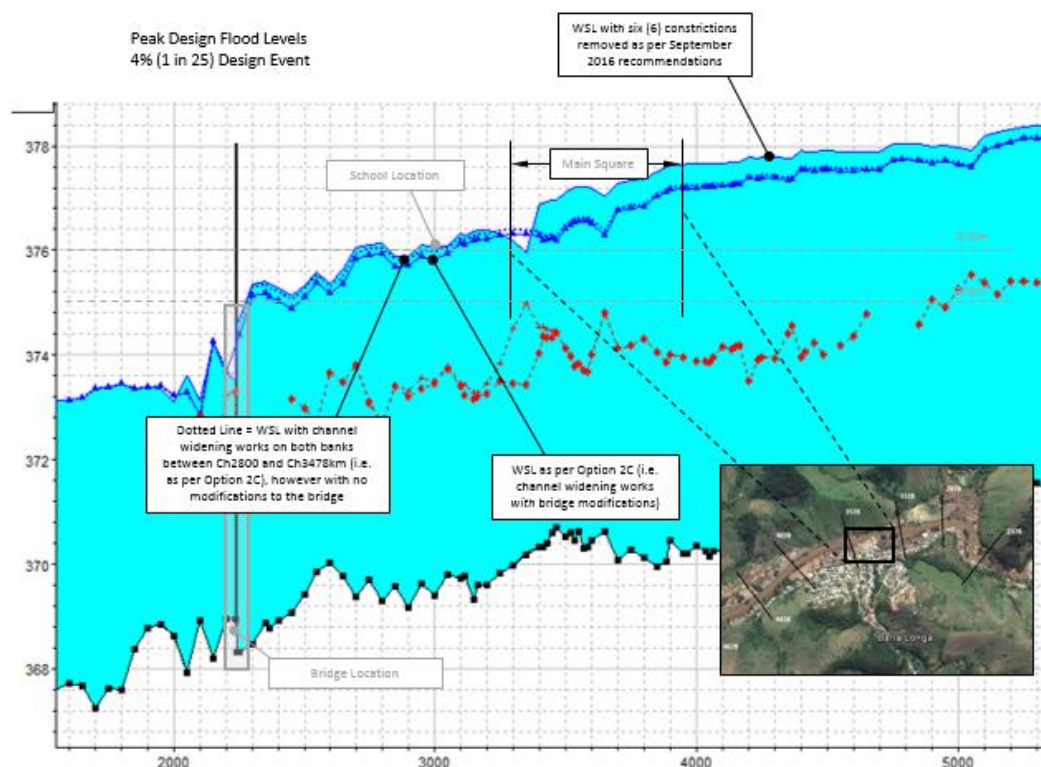 Peak Design Flood Levels
4% (1 in 25) Design Event
WSL with six (6) constrictions
removed as per September
2016 recommendations
378
376
374
372
370
368
School Location
Main Square
Dotted Line = WSL with channel
widening works on both banks
between Ch2800 and Ch3478km (i.e.
as per Option 2C), however with no
modifications to the bridge
WSL as per Option 2C (i.e.
channel widening works
with bridge modifications)
Bridge Location
Barra Longa
2000
3000
4000
5000